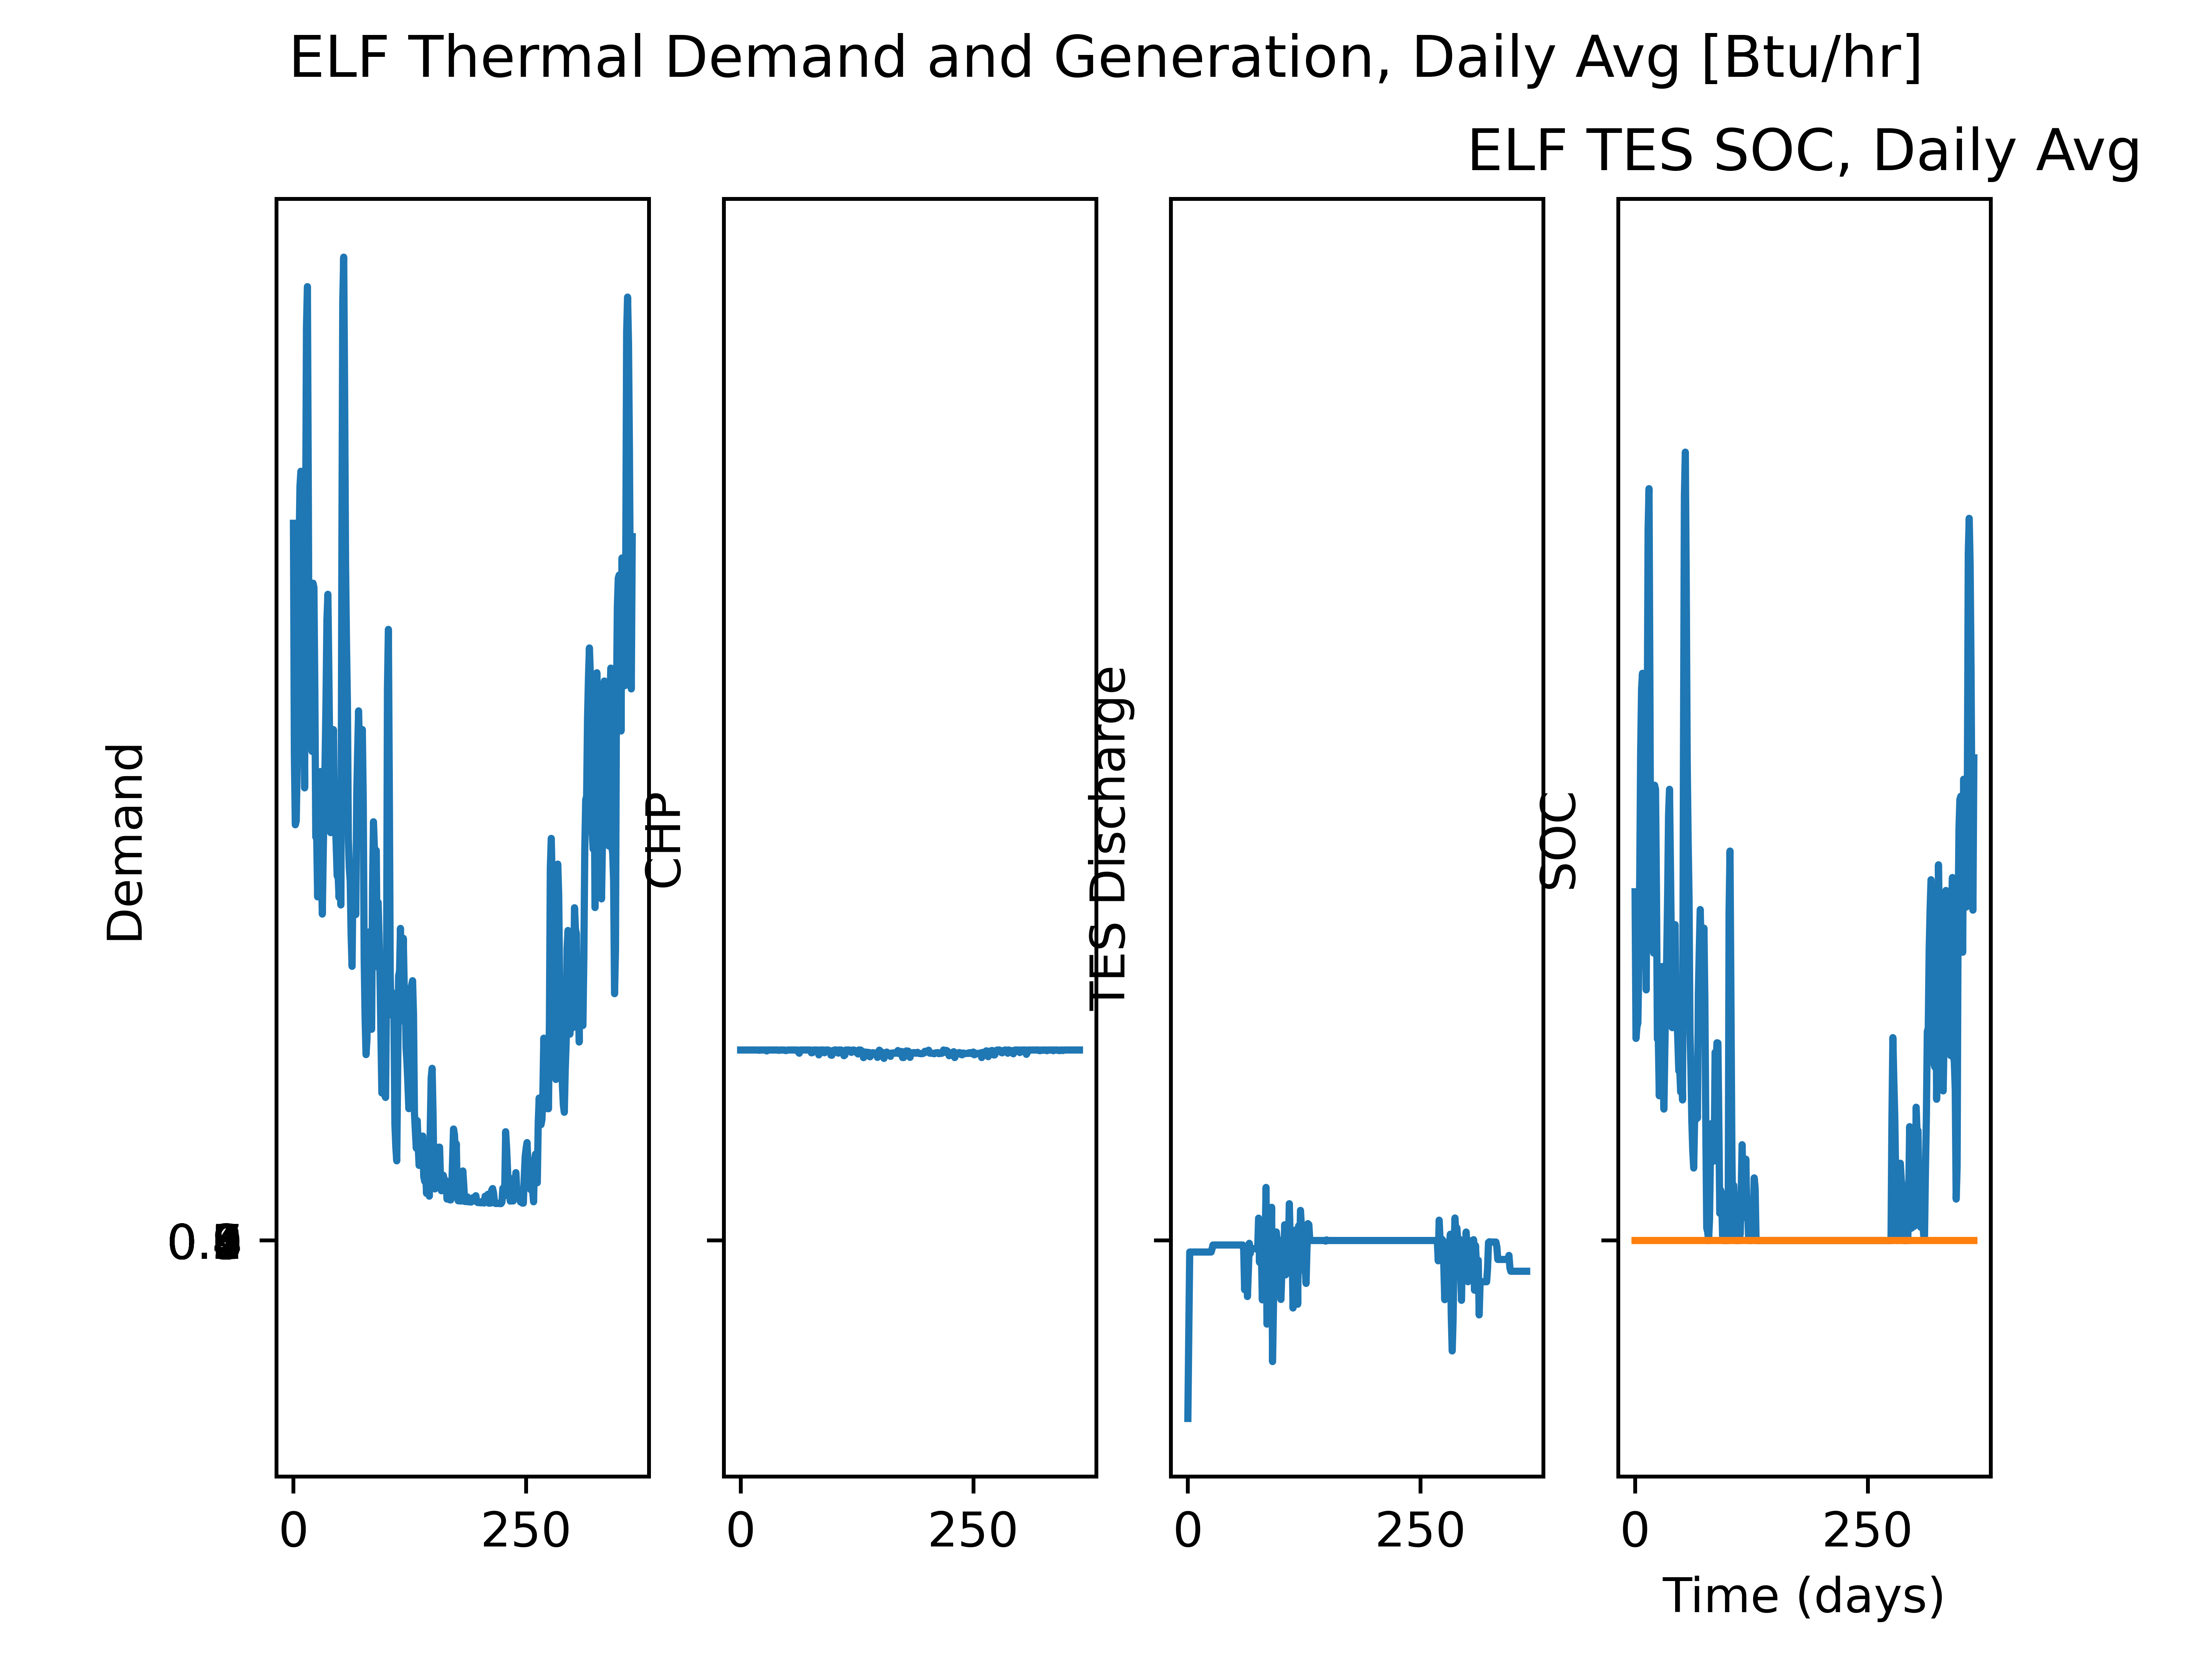 ELF Thermal Demand and Generation, Daily Avg [Btu/hr]
ELF TES SOC, Daily Avg
Demand
CHP
TES Discharge
SOC
0 250
0 250
0 250
0 250
Time (days)